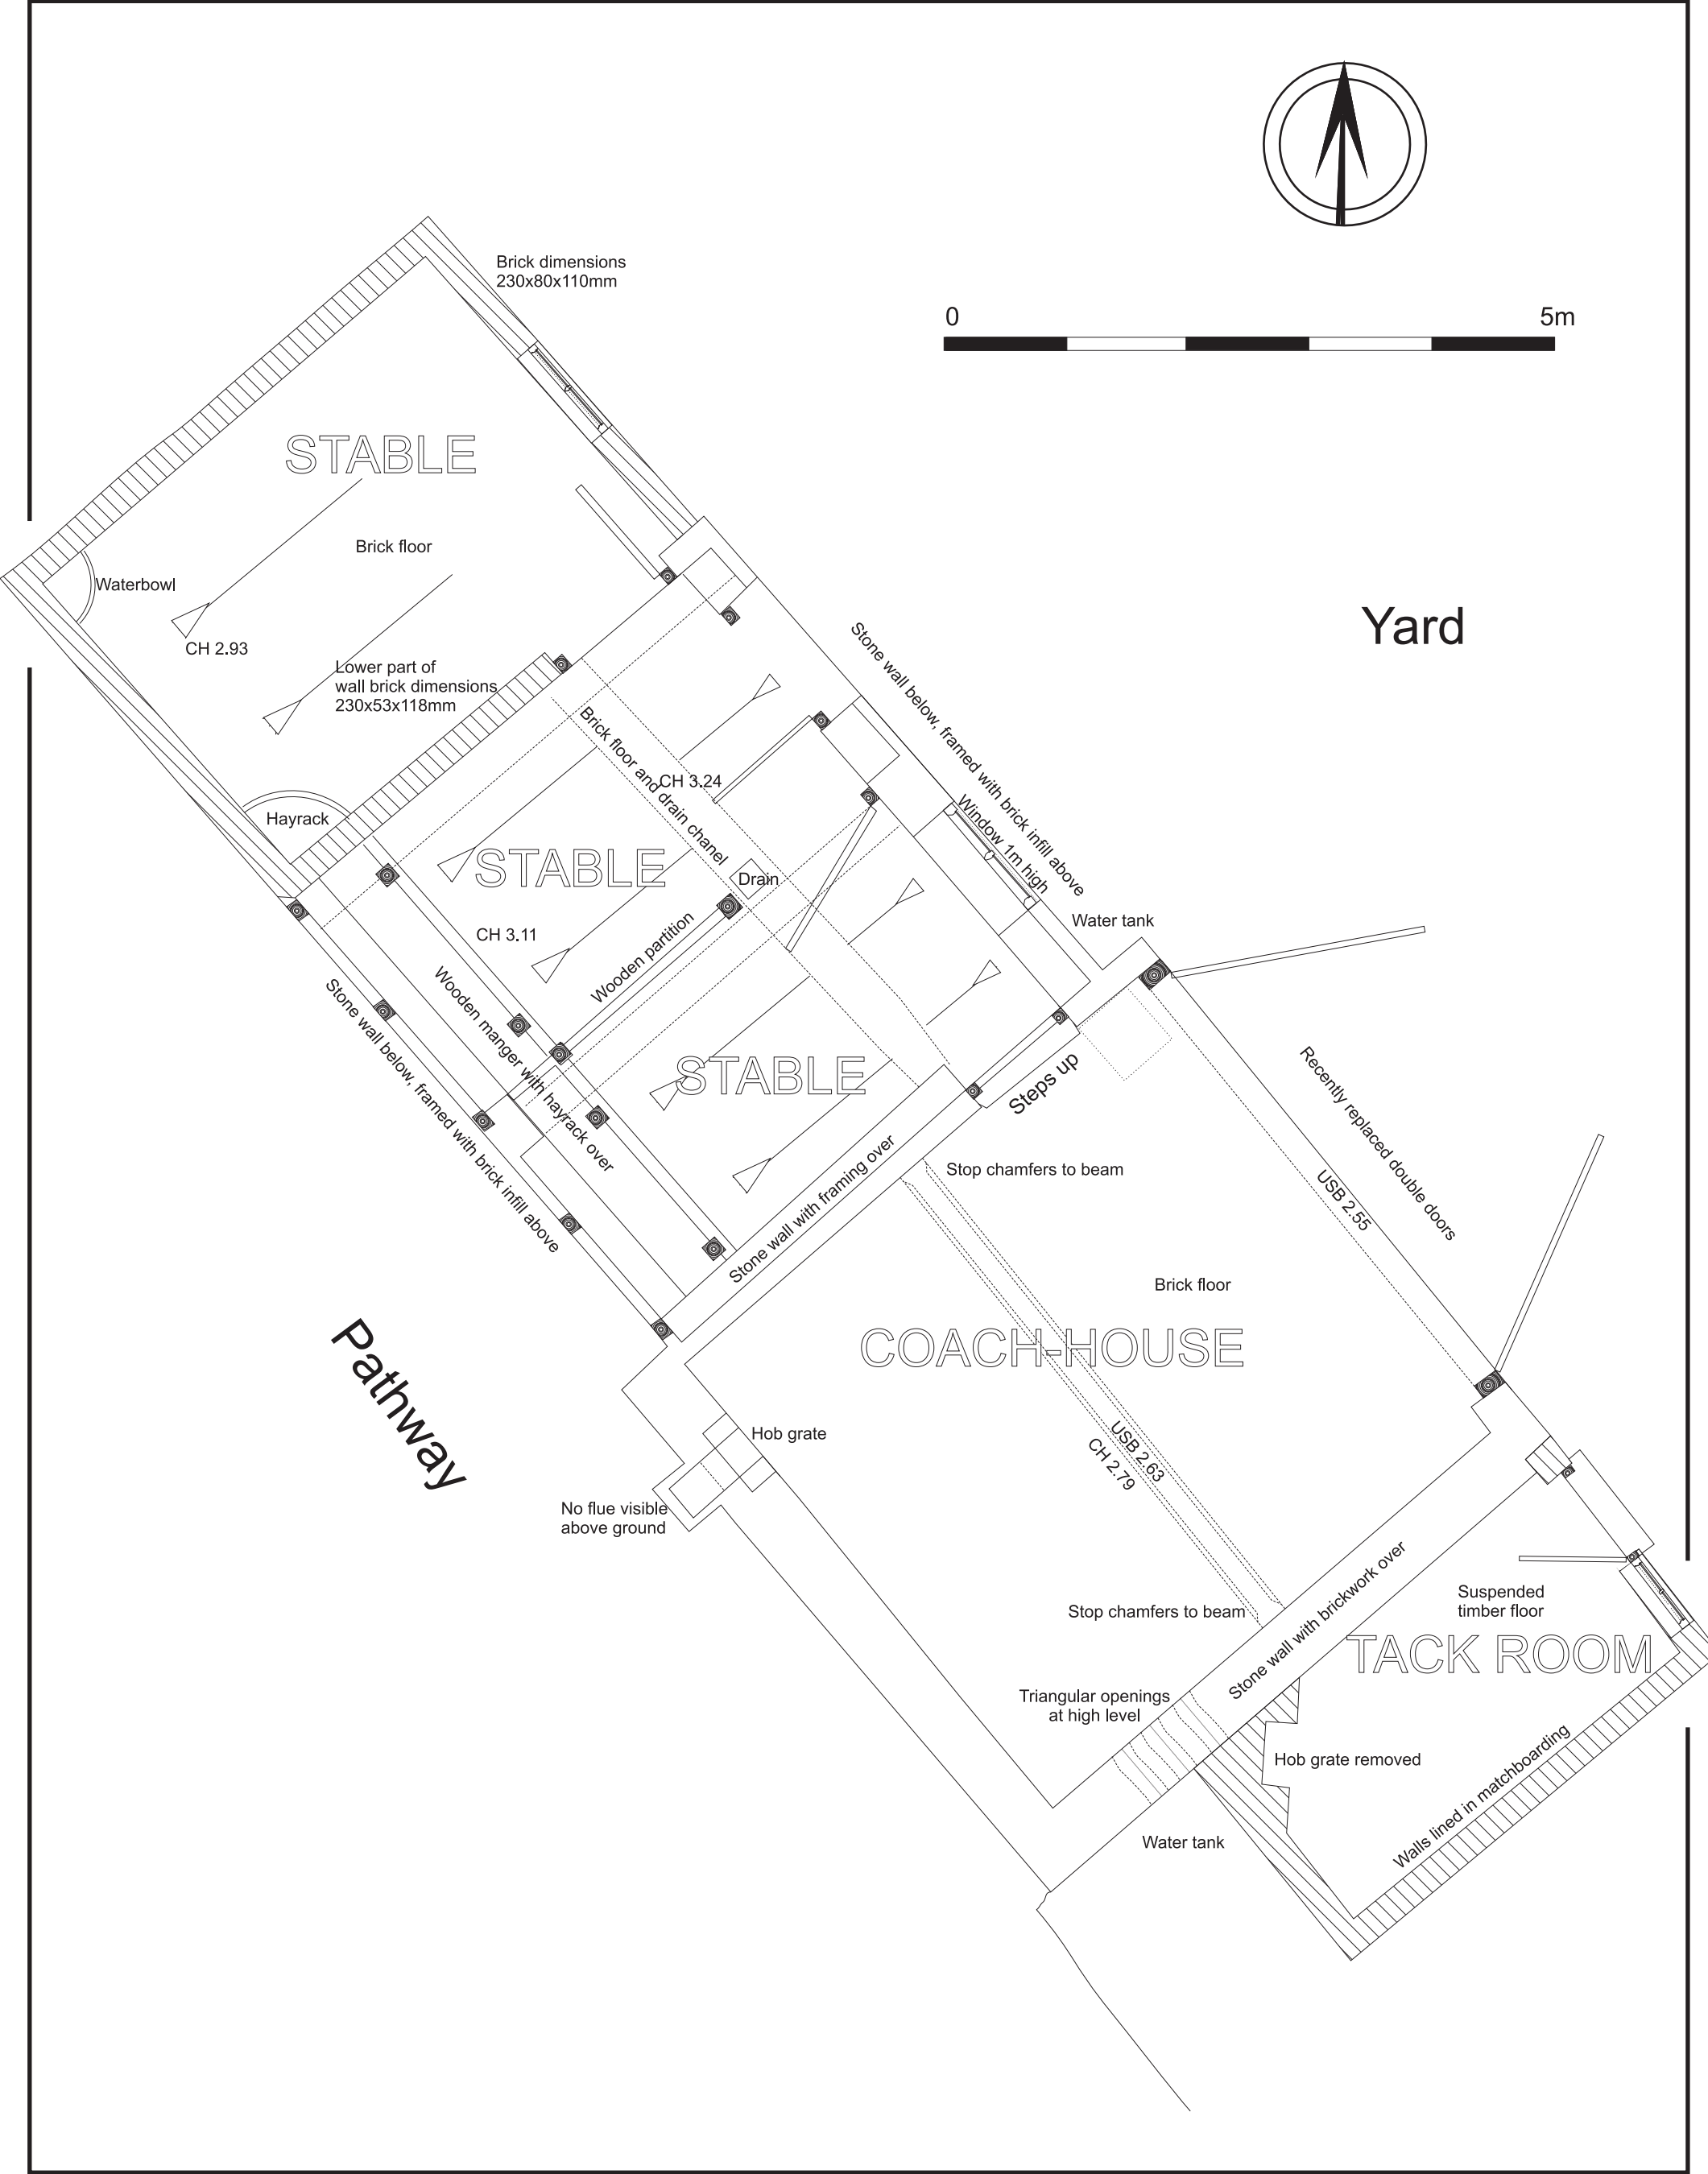 Brick dimensions
230x80x110mm
0
5m
STABLE
Brick floor
Waterbowl
Yard
CH 2.93
Lower part of
wall brick dimensions
230x53x118mm
Stone wall below, framed with brick infill above
Brick floor and drain chanel
CH 3.24
Window 1m high
Hayrack
STABLE
Drain
Water tank
CH 3.11
Wooden partition
Wooden manger with hayrack over
Stone wall below, framed with brick infill above
STABLE
Steps up
Recently replaced double doors
Stone wall with framing over
Stop chamfers to beam
USB 2.55
Brick floor
Pathway
COACH-HOUSE
Hob grate
USB 2.63
CH 2.79
No flue visible
above ground
Stone wall with brickwork over
Suspended
timber floor
Stop chamfers to beam
TACK ROOM
Triangular openings
at high level
Hob grate removed
Walls lined in matchboarding
Water tank